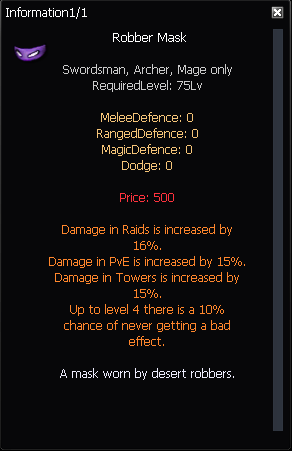 Information1/1
Robber Mask
Swordsman, Archer, Mage only
RequiredLevel: 75Lv
MeleeDefence: 0
RangedDefence: 0
MagicDefence: 0
Dodge: 0
Price: 500
Damage in Raids is increased by
16%.
Damage in PvE is increased by 15%.
Damage in Towers is increased by
15%.
Up to level 4 there is a 10%
chance of never getting a bad
effect.
A mask worn by desert robbers.